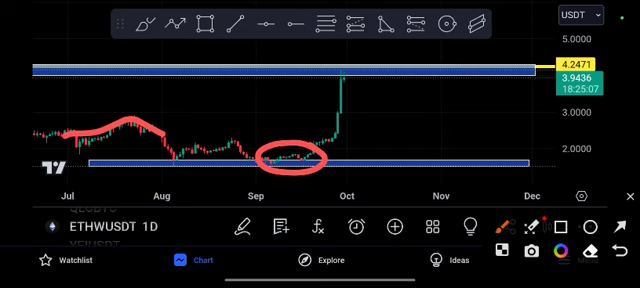 USDT
5.0000
4.2471
3.9436
18:25:07
3.0000
2.0000
Jul Aug Sep Oct Nov Dec
ETHWUSDT 1D
Watchlist Chart Explore Ideas